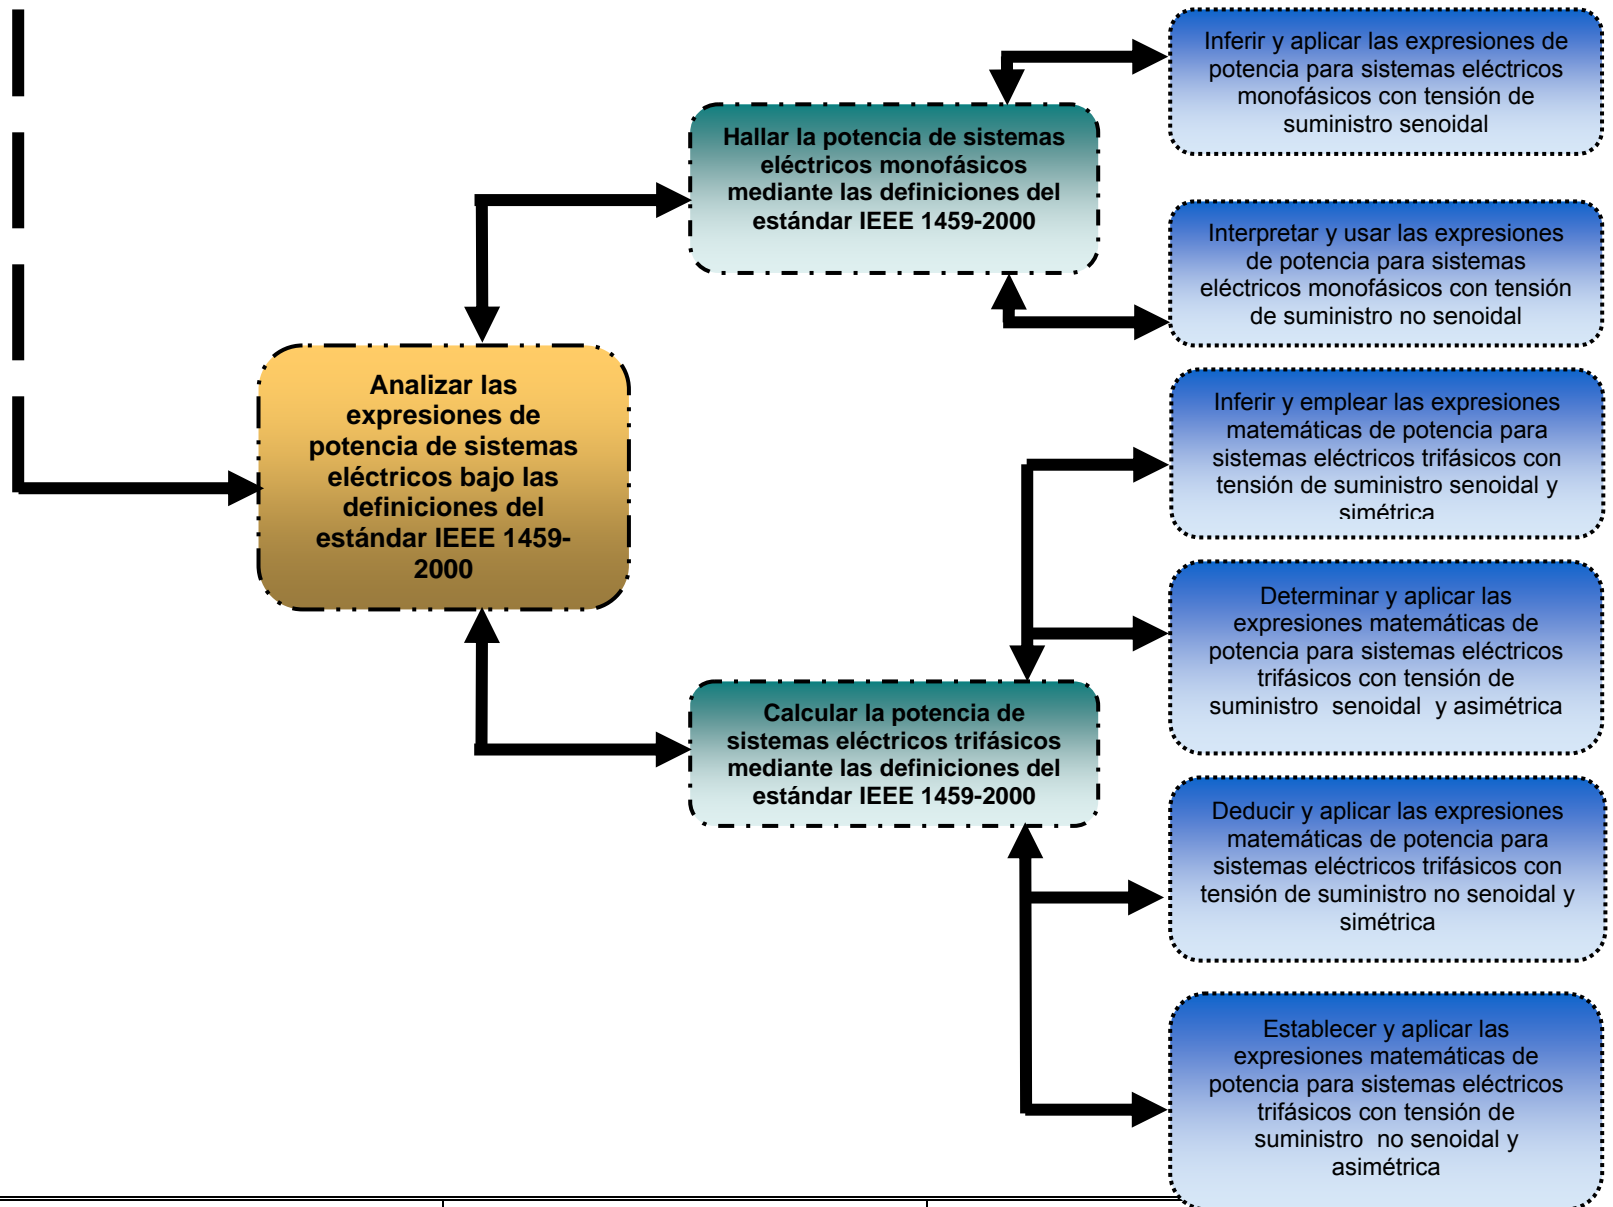 Inferir y aplicar las expresiones de
potencia para sistemas eléctricos
monofásicos con tensión de
suministro senoidal
Hallar la potencia de sistemas
eléctricos monofásicos
mediante las definiciones del
estándar IEEE 1459-2000
Interpretar y usar las expresiones
de potencia para sistemas
eléctricos monofásicos con tensión
de suministro no senoidal
Analizar las
expresiones de
potencia de sistemas
eléctricos bajo las
definiciones del
estándar IEEE 1459-
2000
Inferir y emplear las expresiones
matemáticas de potencia para
sistemas eléctricos trifásicos con
tensión de suministro senoidal y
simétrica
Determinar y aplicar las
expresiones matemáticas de
potencia para sistemas eléctricos
trifásicos con tensión de
suministro senoidal y asimétrica
Calcular la potencia de
sistemas eléctricos trifásicos
mediante las definiciones del
estándar IEEE 1459-2000
Deducir y aplicar las expresiones
matemáticas de potencia para
sistemas eléctricos trifásicos con
tensión de suministro no senoidal y
simétrica
Establecer y aplicar las
expresiones matemáticas de
potencia para sistemas eléctricos
trifásicos con tensión de
suministro no senoidal y
asimétrica